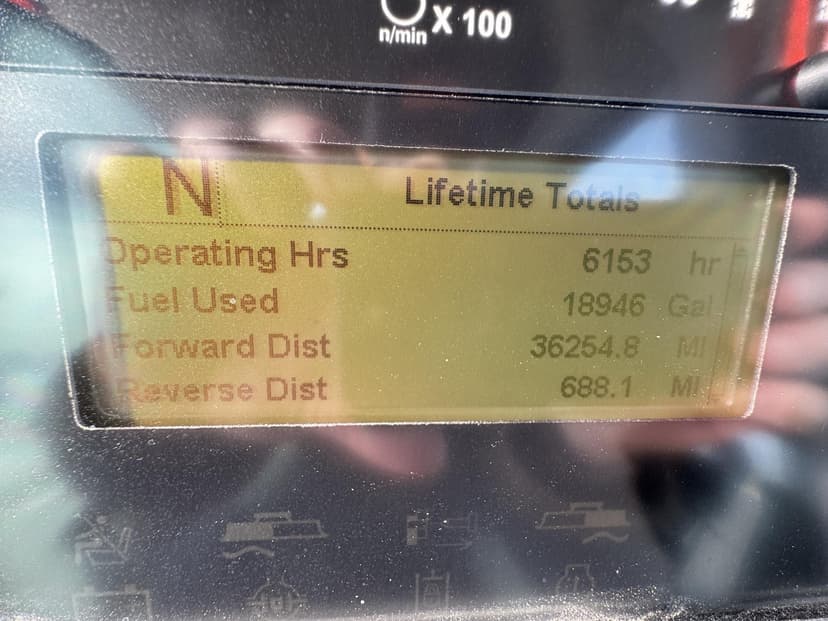 n/min X 100
N Lifetime Totals
Operating Hrs 6153 hr
Fuel Used 18946 Gal
Forward Dist 36254.8 MI
Reverse Dist 688.1 MI